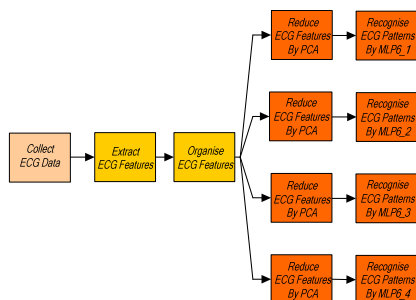 Collect
ECG Data
Extract
ECG Features
Organise
ECG Features
Reduce
ECG Features
By PCA
Recognise
ECG Patterns
By MLP6_1
Reduce
ECG Features
By PCA
Recognise
ECG Patterns
By MLP6_2
Reduce
ECG Features
By PCA
Recognise
ECG Patterns
By MLP6_3
Reduce
ECG Features
By PCA
Recognise
ECG Patterns
By MLP6_4